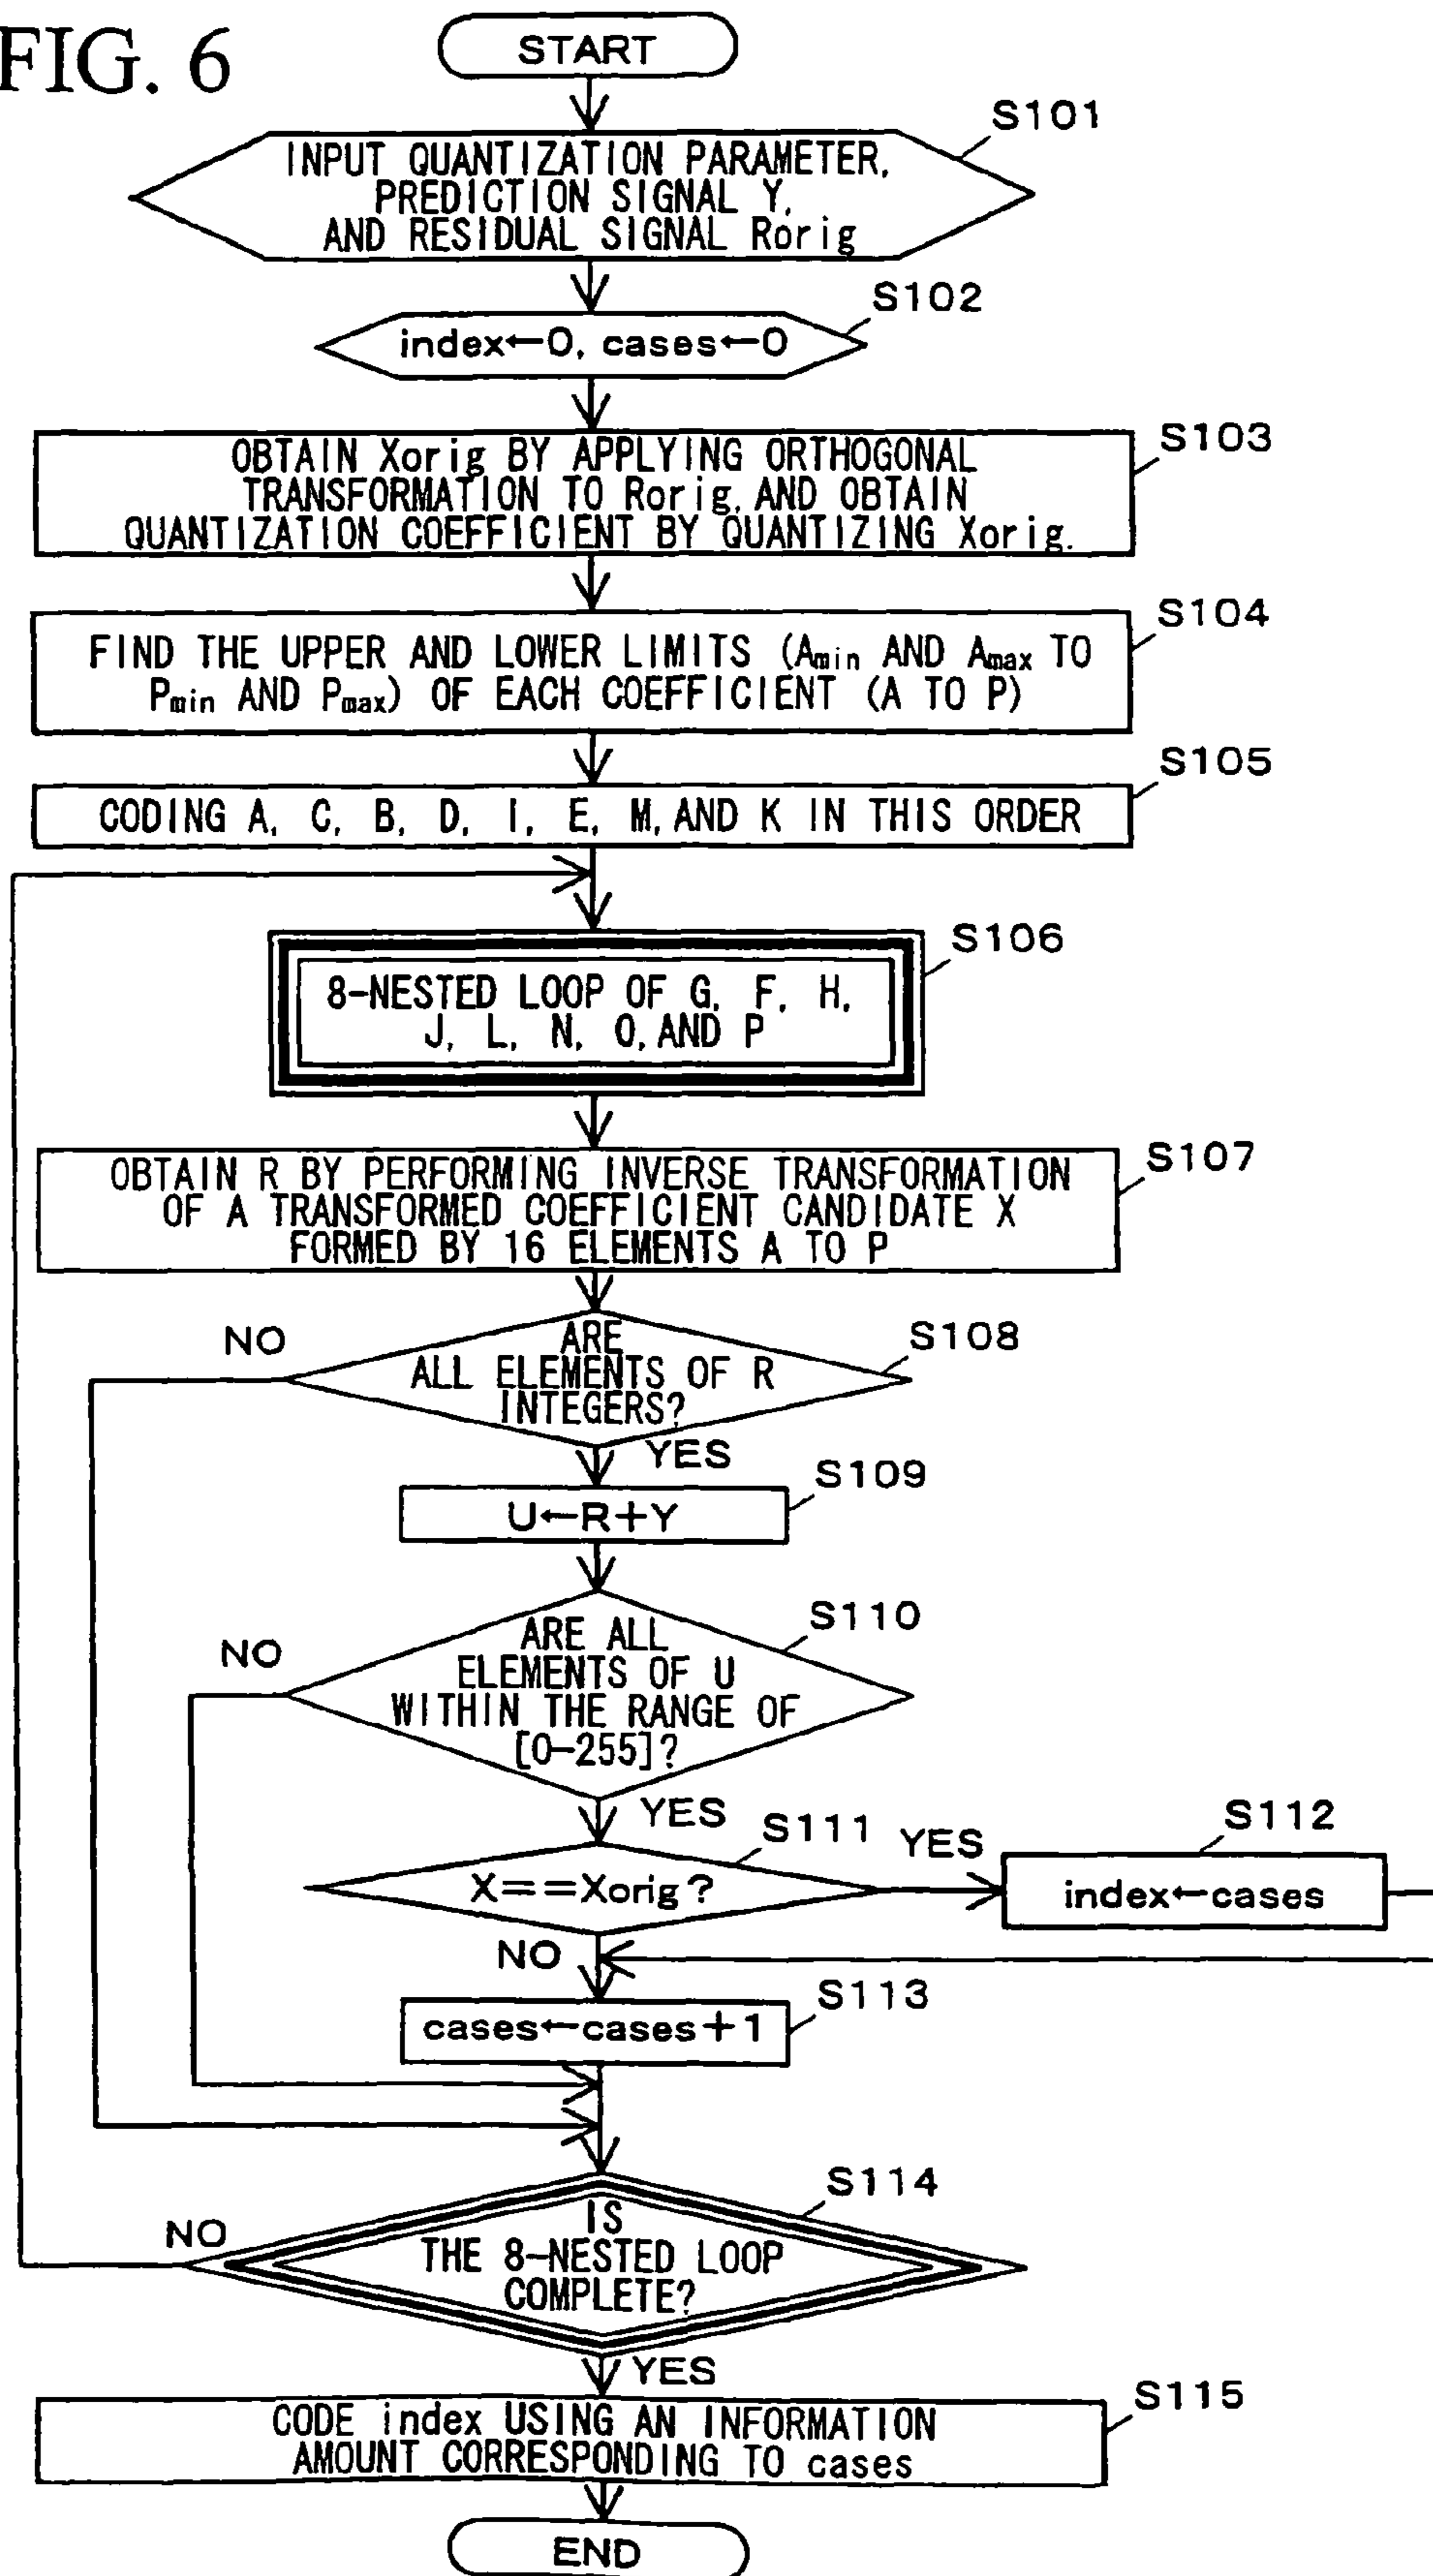 FIG. 6
START
S101
INPUT QUANTIZATION PARAMETER,
PREDICTION SIGNAL Y,
AND RESIDUAL SIGNAL Rorig
S102
index←0, cases←0
S103
OBTAIN Xorig BY APPLYING ORTHOGONAL
TRANSFORMATION TO Rorig, AND OBTAIN
QUANTIZATION COEFFICIENT BY QUANTIZING Xorig.
S104
FIND THE UPPER AND LOWER LIMITS (Amin AND Amax TO
Pmin AND Pmax) OF EACH COEFFICIENT (A TO P)
S105
CODING A, C, B, D, I, E, M, AND K IN THIS ORDER
S106
8-NESTED LOOP OF G, F, H,
J, L, N, O, AND P
S107
OBTAIN R BY PERFORMING INVERSE TRANSFORMATION
OF A TRANSFORMED COEFFICIENT CANDIDATE X
FORMED BY 16 ELEMENTS A TO P
NO
S108
ARE
ALL ELEMENTS OF R
INTEGERS?
YES
S109
U←R+Y
S110
NO
ARE ALL
ELEMENTS OF U
WITHIN THE RANGE OF
[0-255]?
YES
S111
YES
S112
X==Xorig?
index←cases
NO
S113
cases←cases+1
S114
NO
IS
THE 8-NESTED LOOP
COMPLETE?
YES
S115
CODE index USING AN INFORMATION
AMOUNT CORRESPONDING TO cases
END